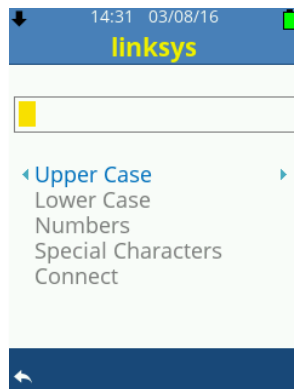 14:31 03/08/16
linksys
Upper Case
Lower Case
Numbers
Special Characters
Connect